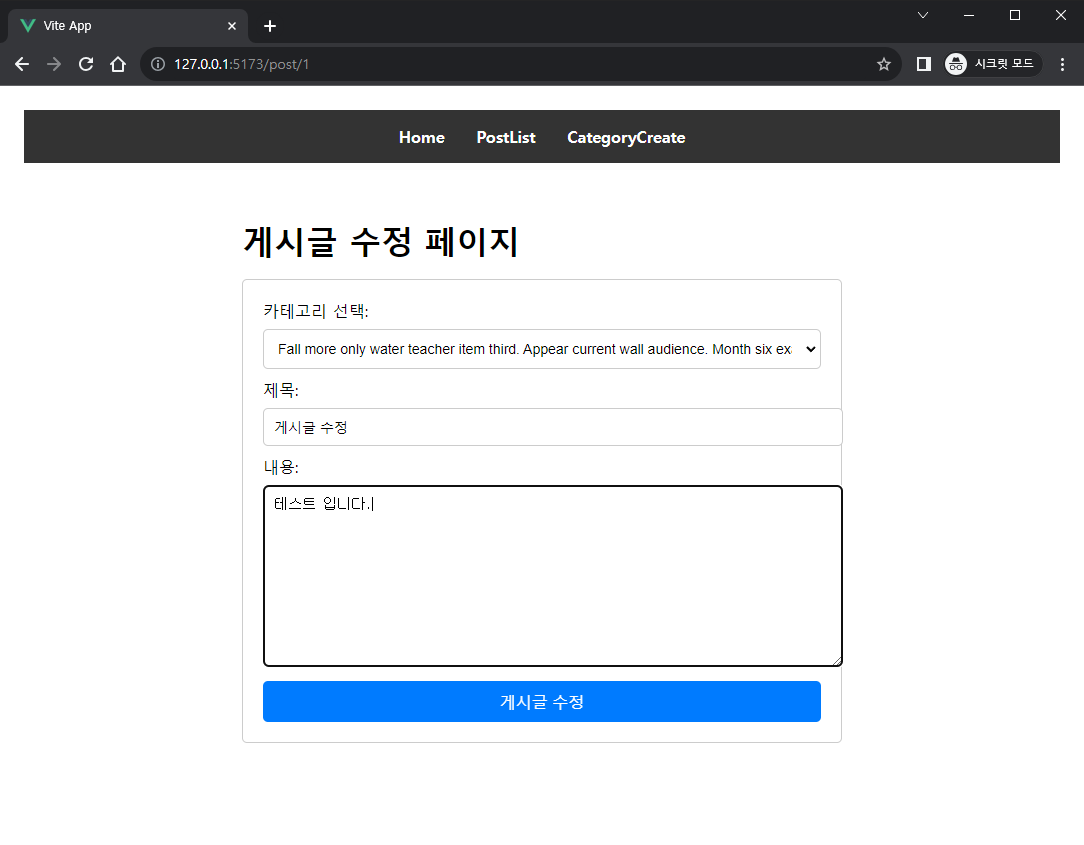 Vite App
127.0.0.1:5173/post/1
시크릿 모드
Home PostList CategoryCreate
게시글 수정 페이지
카테고리 선택:
Fall more only water teacher item third. Appear current wall audience. Month six ex
제목:
게시글 수정
내용:
테스트 입니다.
게시글 수정